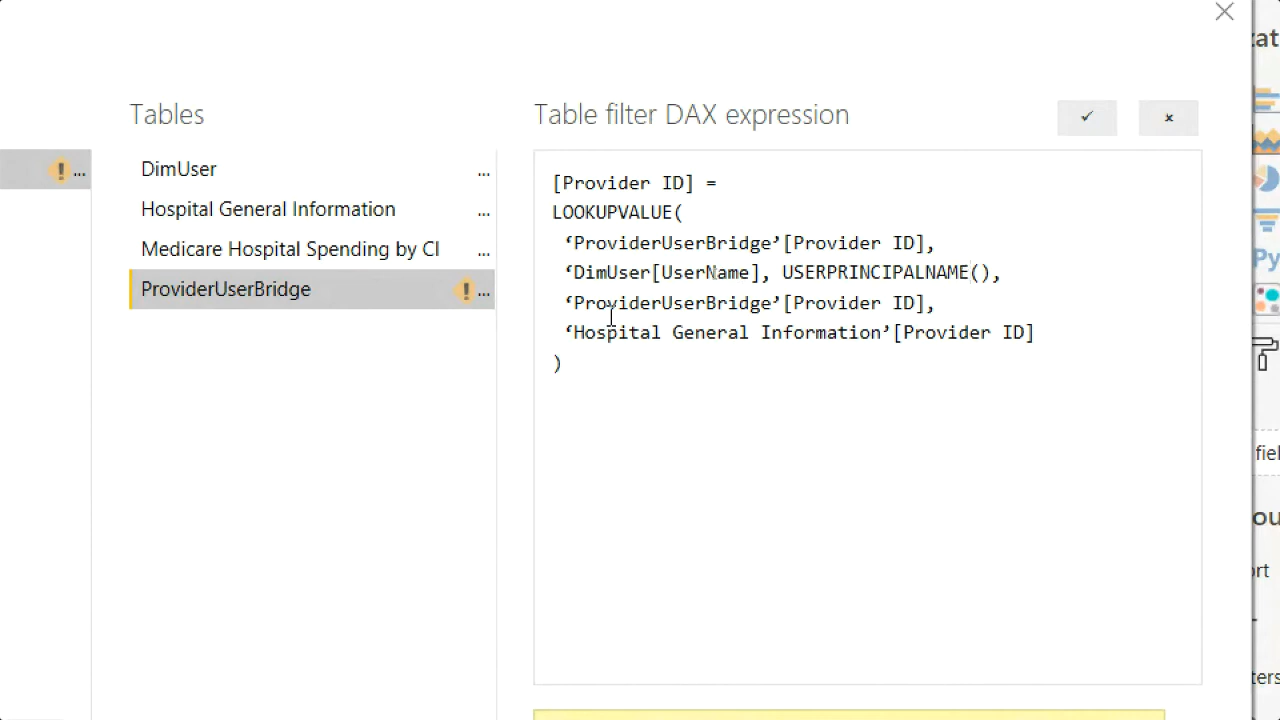 Tables
DimUser ...
Hospital General Information ...
Medicare Hospital Spending by Cl ...
ProviderUserBridge ! ...
! ...
Table filter DAX expression
✓ ×
[Provider ID] =
LOOKUPVALUE(
‘ProviderUserBridge’[Provider ID],
‘DimUser[UserName], USERPRINCIPALNAME(),
‘ProviderUserBridge’[Provider ID],
‘Hospital General Information’[Provider ID]
)
Py